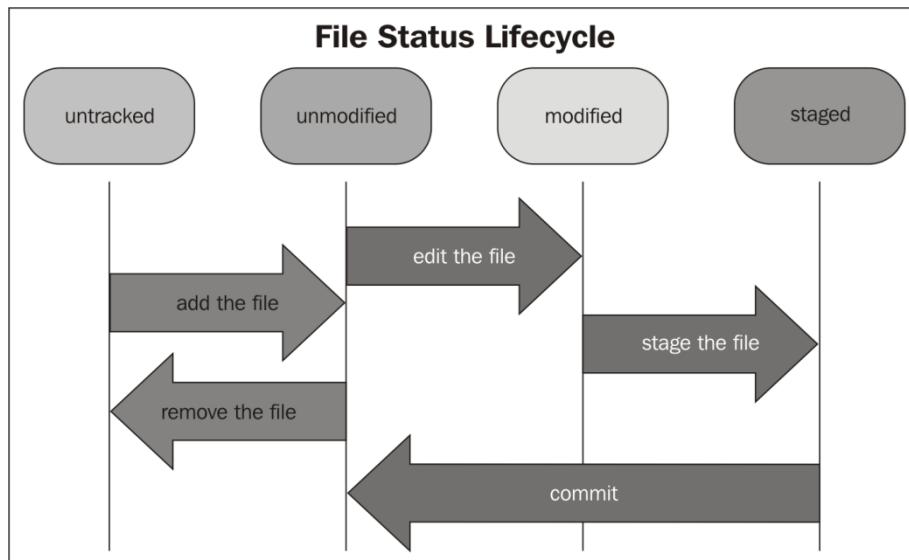 File Status Lifecycle
untracked
unmodified
modified
staged
edit the file
add the file
stage the file
remove the file
commit